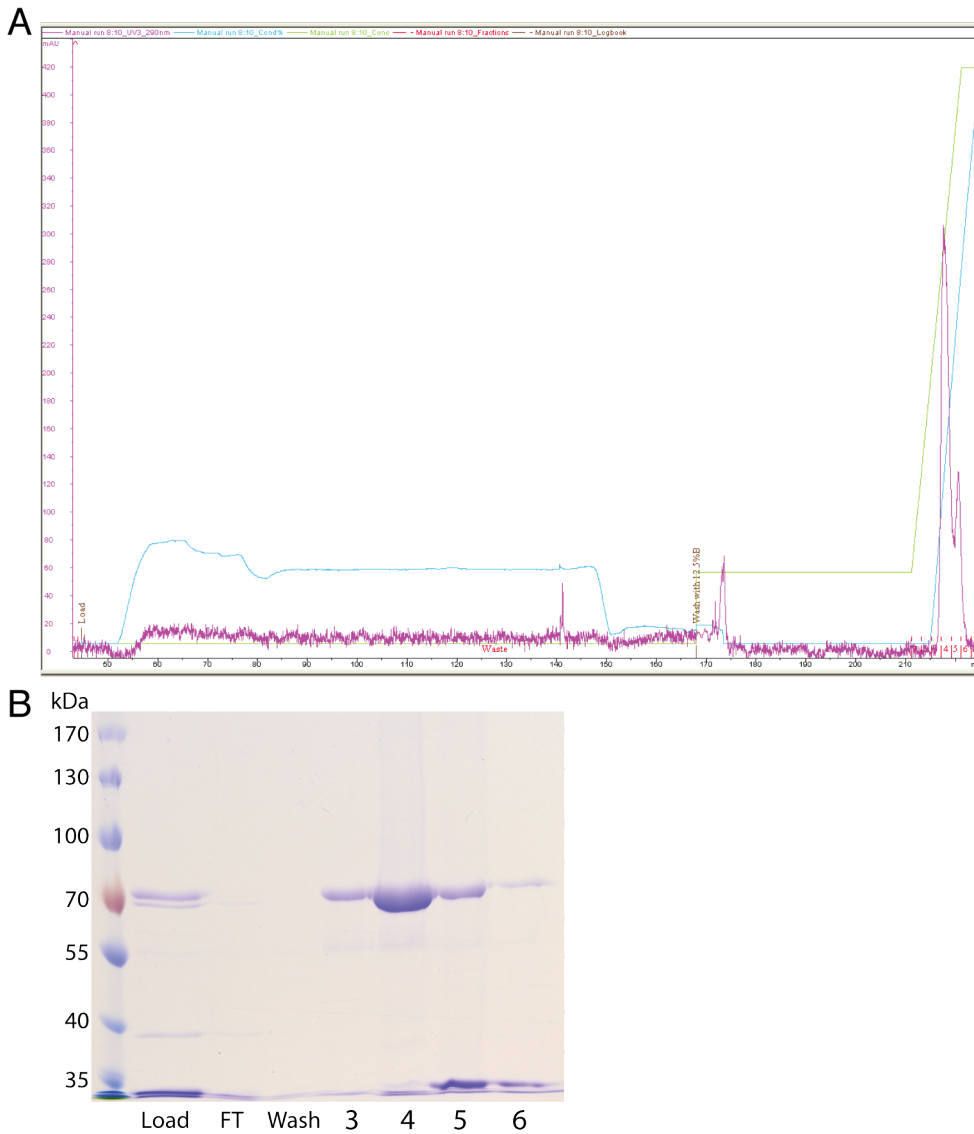 A
Manual run 8:10_UV3_290nm Manual run 8:10_Cond% Manual run 8:10_Conc Manual run 8:10_Fractions Manual run 8:10_Logbook
mAU
420
400
380
360
340
320
300
280
260
240
220
200
180
160
140
120
100
80
60
40
20
0
Load
Waste
Wash with 12.5%B
4 5 6
60 70 80 90 100 110 120 130 140 150 160 170 180 190 200 210
B
kDa
170
130
100
70
55
40
35
Load FT Wash 3 4 5 6